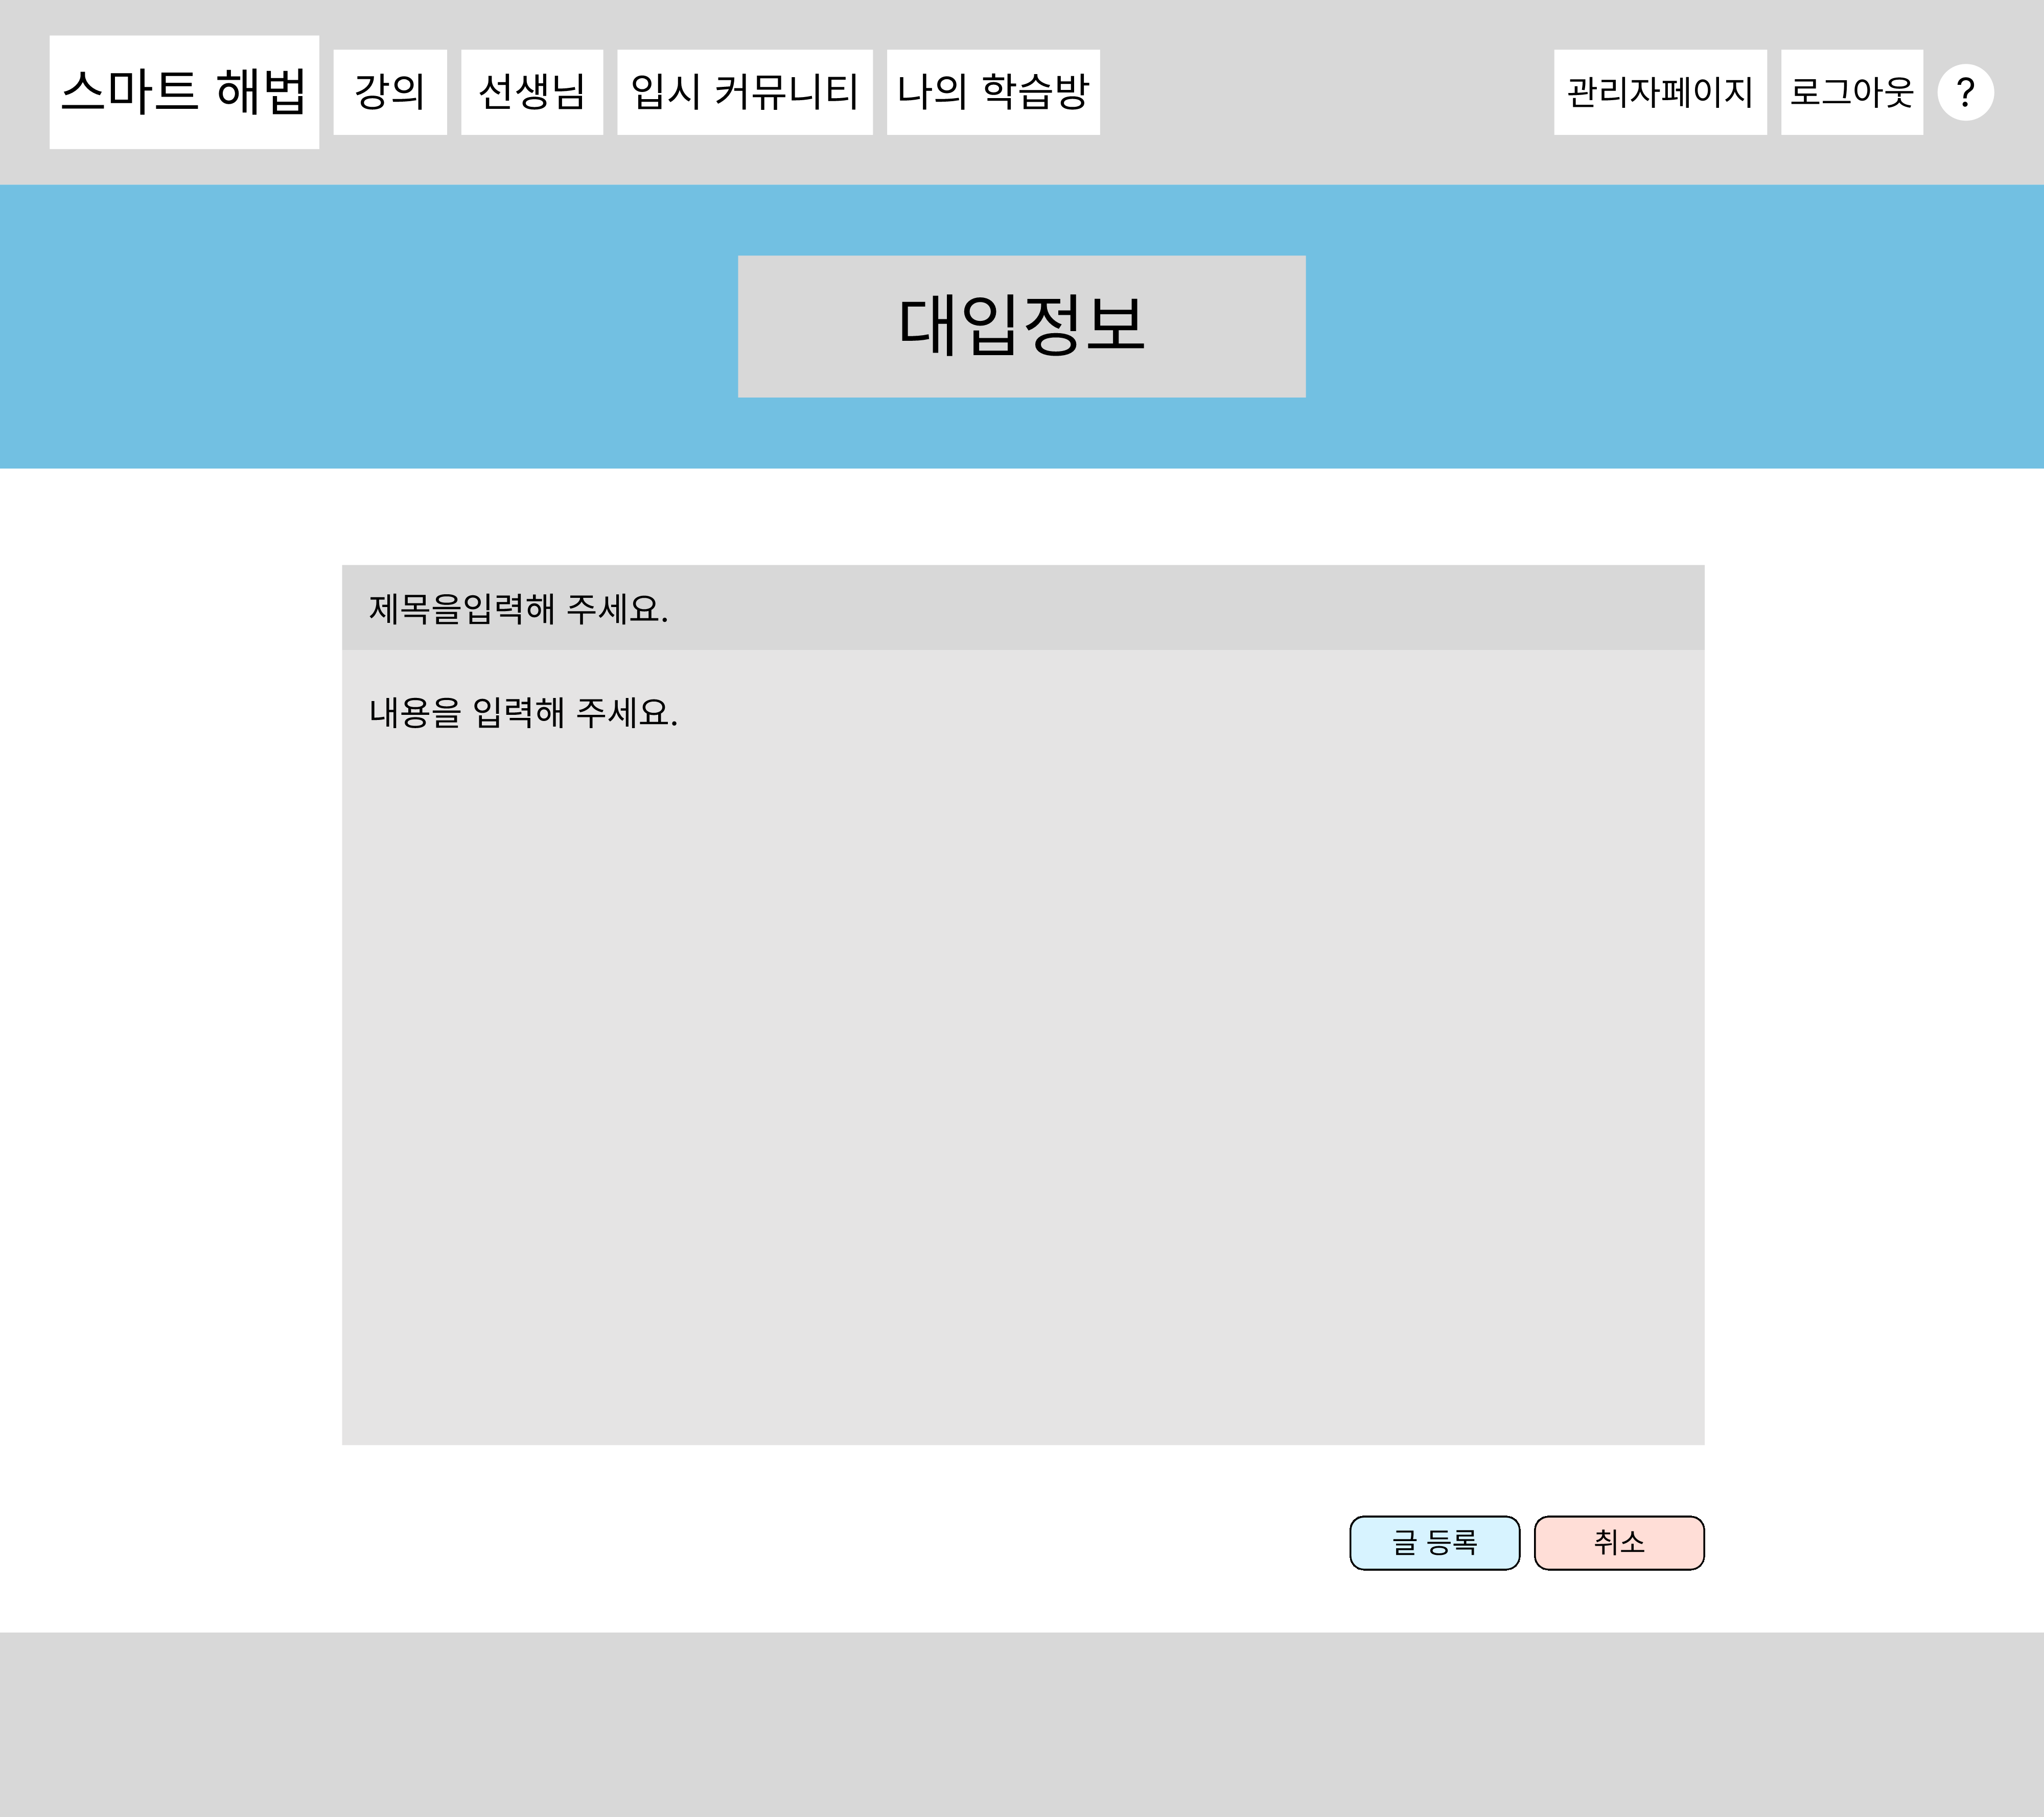 스마트 해법 강의 선생님 입시 커뮤니티 나의 학습방 관리자페이지 로그아웃 ?
대입정보
제목을입력해 주세요.
내용을 입력해 주세요.
글 등록 취소